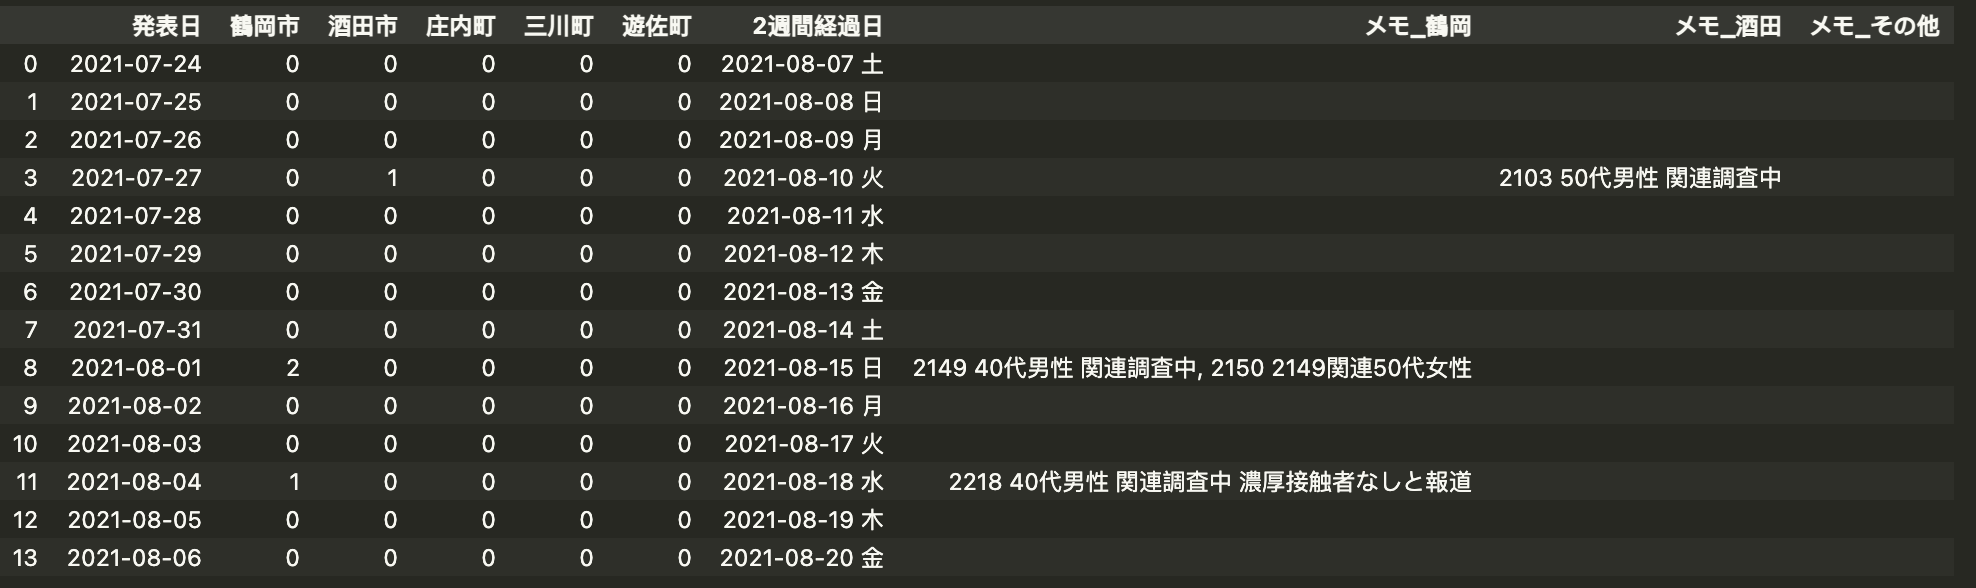 発表日 鶴岡市 酒田市 庄内町 三川町 遊佐町 2週間経過日 メモ_鶴岡 メモ_酒田 メモ_その他
0 2021-07-24 0 0 0 0 0 2021-08-07 土
1 2021-07-25 0 0 0 0 0 2021-08-08 日
2 2021-07-26 0 0 0 0 0 2021-08-09 月
3 2021-07-27 0 1 0 0 0 2021-08-10 火 2103 50代男性 関連調査中
4 2021-07-28 0 0 0 0 0 2021-08-11 水
5 2021-07-29 0 0 0 0 0 2021-08-12 木
6 2021-07-30 0 0 0 0 0 2021-08-13 金
7 2021-07-31 0 0 0 0 0 2021-08-14 土
8 2021-08-01 2 0 0 0 0 2021-08-15 日 2149 40代男性 関連調査中, 2150 2149関連50代女性
9 2021-08-02 0 0 0 0 0 2021-08-16 月
10 2021-08-03 0 0 0 0 0 2021-08-17 火
11 2021-08-04 1 0 0 0 0 2021-08-18 水 2218 40代男性 関連調査中 濃厚接触者なしと報道
12 2021-08-05 0 0 0 0 0 2021-08-19 木
13 2021-08-06 0 0 0 0 0 2021-08-20 金